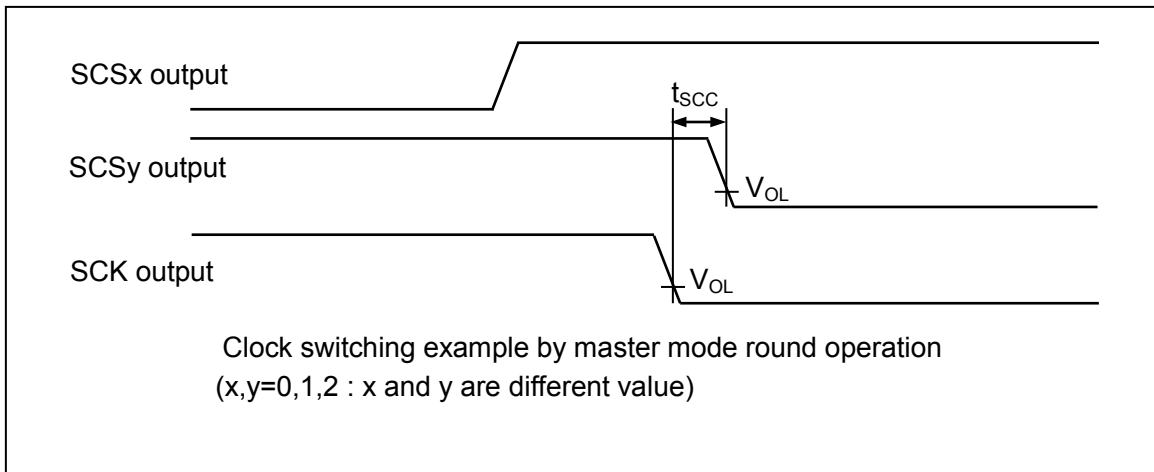 SCSx output
tSCC
SCSy output
VOL
SCK output
VOL
Clock switching example by master mode round operation
(x,y=0,1,2 : x and y are different value)